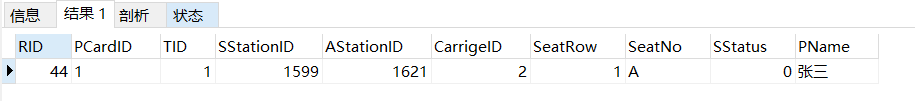 信息 结果 1 剖析 状态
RID PCardID TID SStationID AStationID CarrigeID SeatRow SeatNo SStatus PName
44 1 1 1599 1621 2 1 A 0 张三